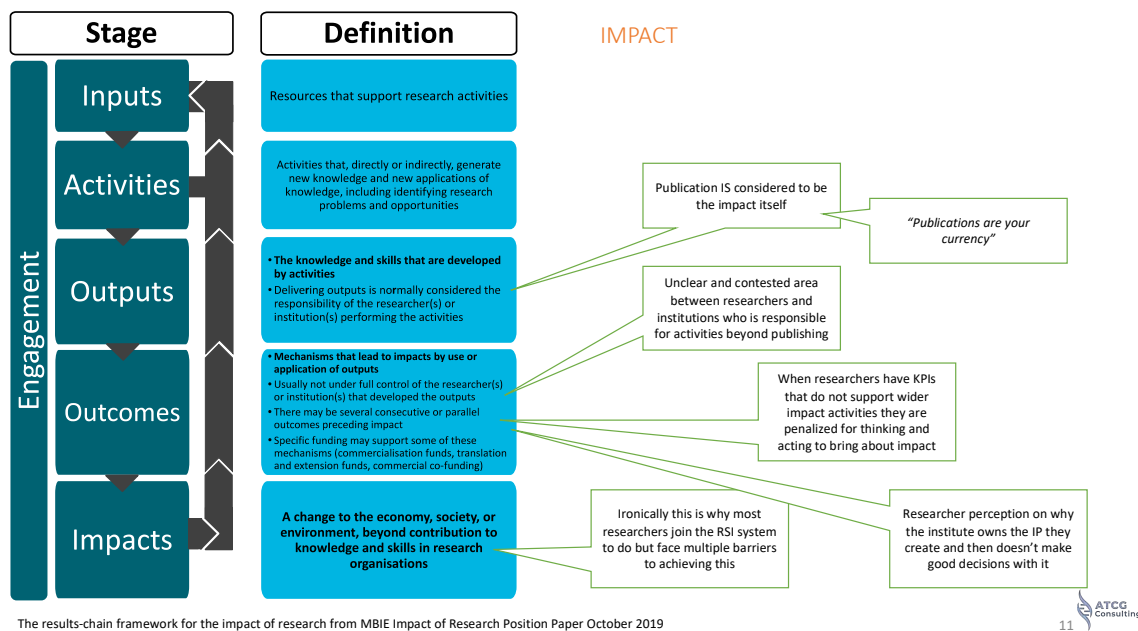 Stage
Definition
IMPACT
Engagement
Inputs
Resources that support research activities
Activities
Activities that, directly or indirectly, generate
new knowledge and new applications of
knowledge, including identifying research
problems and opportunities
Outputs
• The knowledge and skills that are developed
by activities
• Delivering outputs is normally considered the
responsibility of the researcher(s) or
institution(s) performing the activities
Outcomes
• Mechanisms that lead to impacts by use or
application of outputs
• Usually not under full control of the researcher(s)
or institution(s) that developed the outputs
• There may be several consecutive or parallel
outcomes preceding impact
• Specific funding may support some of these
mechanisms (commercialisation funds, translation
and extension funds, commercial co-funding)
Impacts
A change to the economy, society, or
environment, beyond contribution to
knowledge and skills in research
organisations
Publication IS considered to be
the impact itself
“Publications are your
currency”
Unclear and contested area
between researchers and
institutions who is responsible
for activities beyond publishing
When researchers have KPIs
that do not support wider
impact activities they are
penalized for thinking and
acting to bring about impact
Ironically this is why most
researchers join the RSI system
to do but face multiple barriers
to achieving this
Researcher perception on why
the institute owns the IP they
create and then doesn’t make
good decisions with it
The results-chain framework for the impact of research from MBIE Impact of Research Position Paper October 2019
11
ATCG
Consulting